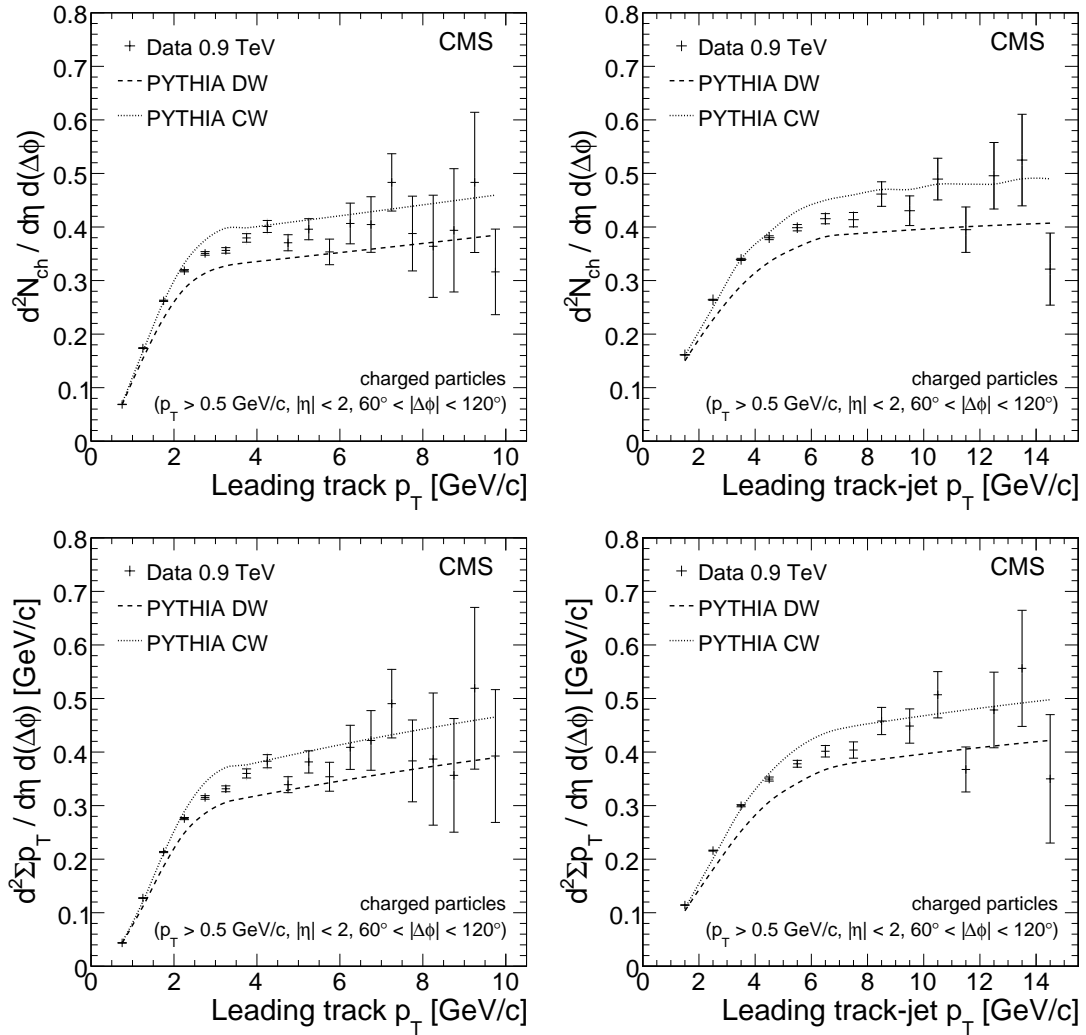 0.8
0.7
0.6
0.5
0.4
0.3
0.2
0.1
0
d²N_ch / dη d(Δϕ)
Data 0.9 TeV
CMS
PYTHIA DW
PYTHIA CW
charged particles
(p_T > 0.5 GeV/c, |η| < 2, 60° < |Δϕ| < 120°)
0 2 4 6 8 10
Leading track p_T [GeV/c]
0.8
0.7
0.6
0.5
0.4
0.3
0.2
0.1
0
d²N_ch / dη d(Δϕ)
Data 0.9 TeV
CMS
PYTHIA DW
PYTHIA CW
charged particles
(p_T > 0.5 GeV/c, |η| < 2, 60° < |Δϕ| < 120°)
0 2 4 6 8 10 12 14
Leading track-jet p_T [GeV/c]
0.8
0.7
0.6
0.5
0.4
0.3
0.2
0.1
0
d²Σp_T / dη d(Δϕ) [GeV/c]
Data 0.9 TeV
CMS
PYTHIA DW
PYTHIA CW
charged particles
(p_T > 0.5 GeV/c, |η| < 2, 60° < |Δϕ| < 120°)
0 2 4 6 8 10
Leading track p_T [GeV/c]
0.8
0.7
0.6
0.5
0.4
0.3
0.2
0.1
0
d²Σp_T / dη d(Δϕ) [GeV/c]
Data 0.9 TeV
CMS
PYTHIA DW
PYTHIA CW
charged particles
(p_T > 0.5 GeV/c, |η| < 2, 60° < |Δϕ| < 120°)
0 2 4 6 8 10 12 14
Leading track-jet p_T [GeV/c]